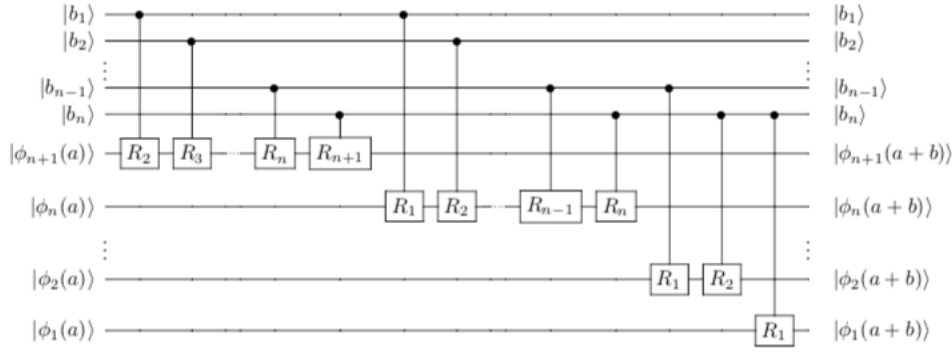 |b₁⟩ |b₁⟩
|b₂⟩ |b₂⟩
⋮ ⋮
|bₙ₋₁⟩ |bₙ₋₁⟩
|bₙ⟩ |bₙ⟩
|ϕₙ₊₁(a)⟩ R₂ R₃ ... Rₙ Rₙ₊₁ |ϕₙ₊₁(a + b)⟩
|ϕₙ(a)⟩ R₁ R₂ ... Rₙ₋₁ Rₙ |ϕₙ(a + b)⟩
⋮ ⋮
|ϕ₂(a)⟩ R₁ R₂ |ϕ₂(a + b)⟩
|ϕ₁(a)⟩ R₁ |ϕ₁(a + b)⟩